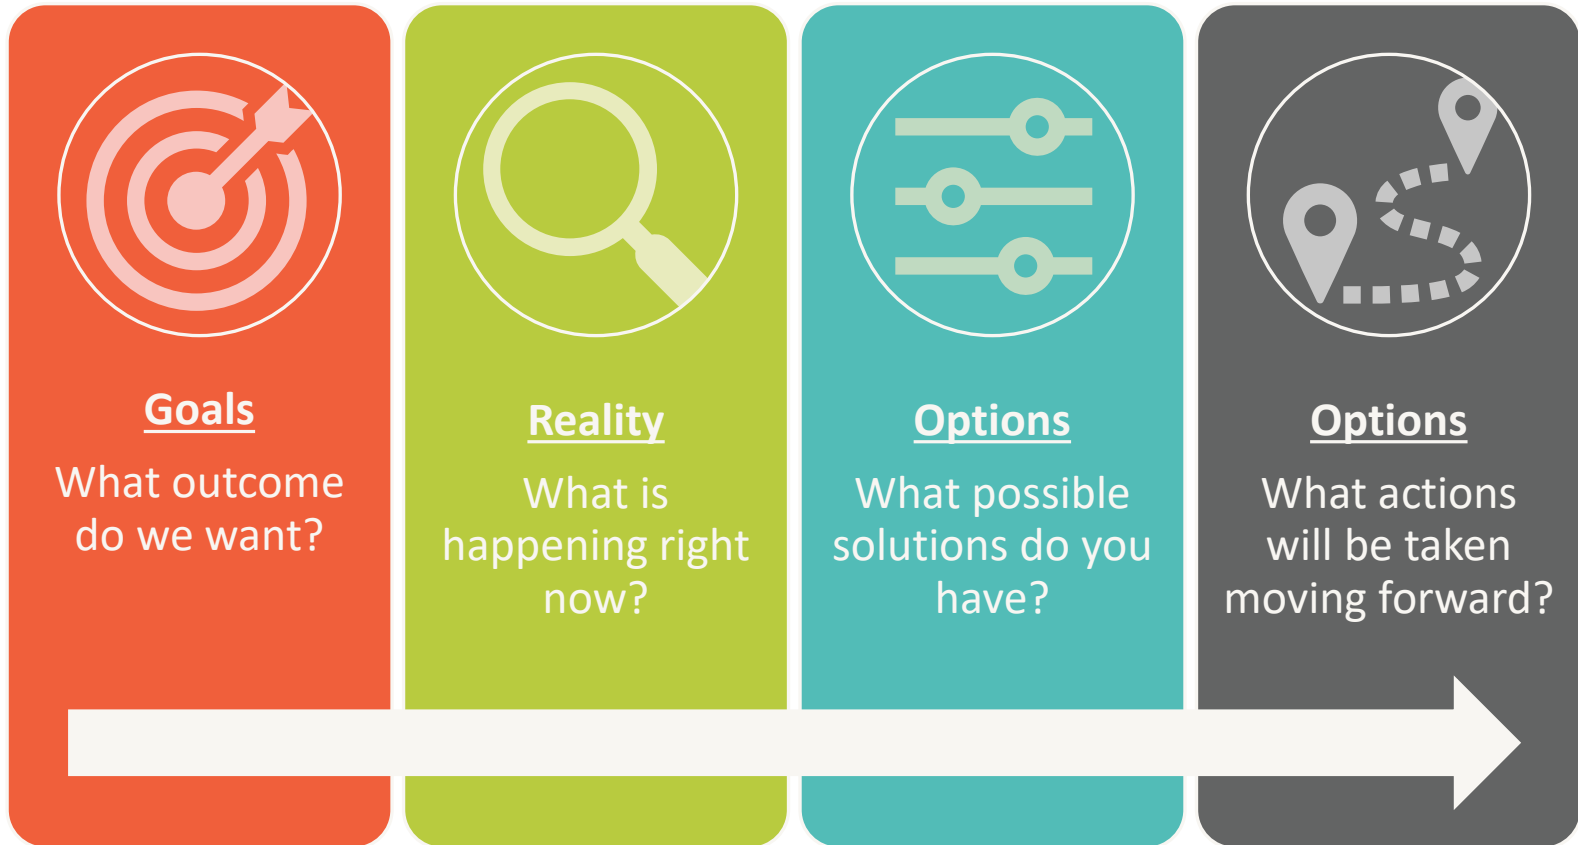 Goals
What outcome
do we want?
Reality
What is
happening right
now?
Options
What possible
solutions do you
have?
Options
What actions
will be taken
moving forward?